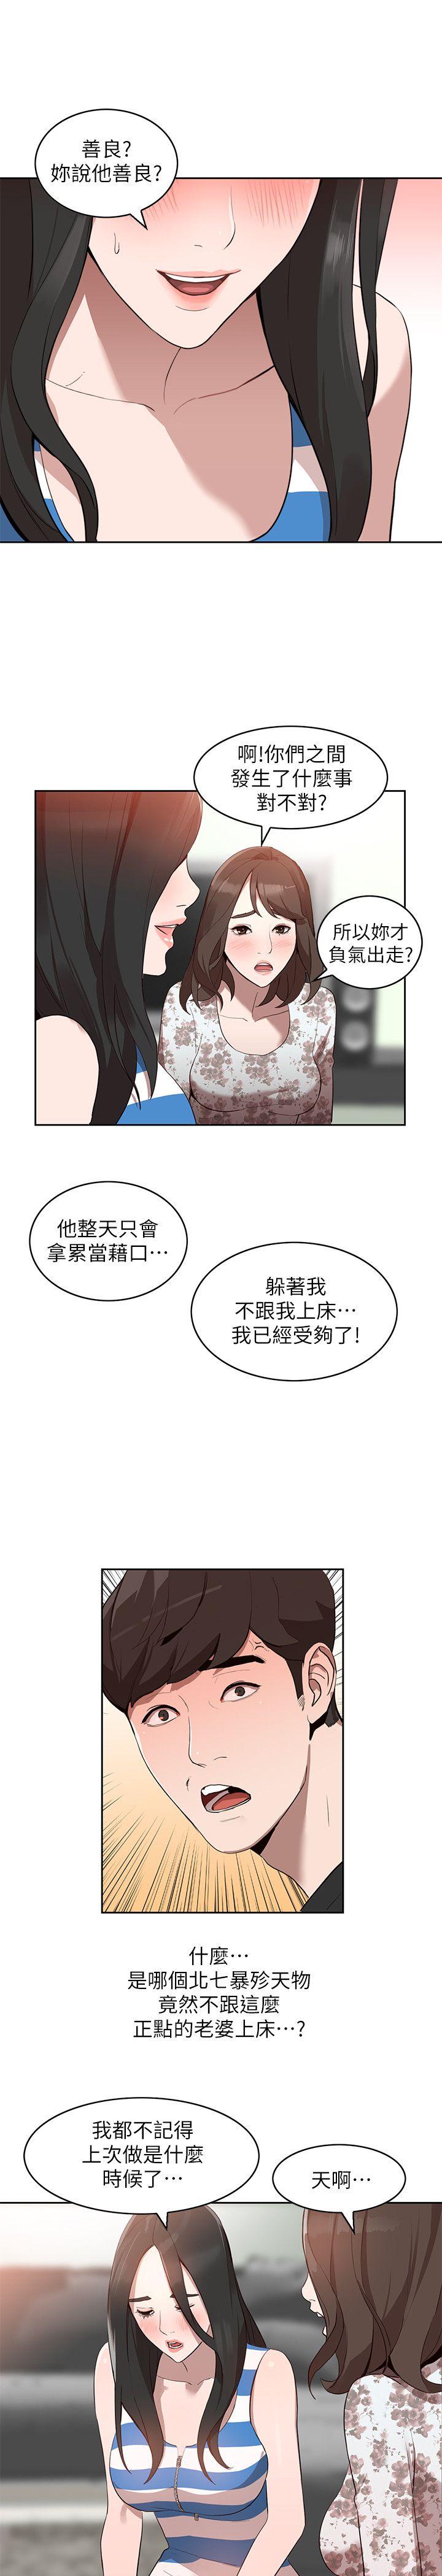 善良?
妳說他善良?
啊!你們之間
發生了什麼事
對不對?
所以妳才
負氣出走?
他整天只會
拿累當藉口…
躲著我
不跟我上床…
我已經受夠了!
什麼…
是哪個北七暴殄天物
竟然不跟這麼
正點的老婆上床…?
我都不記得
上次做是什麼
時候了…
天啊…